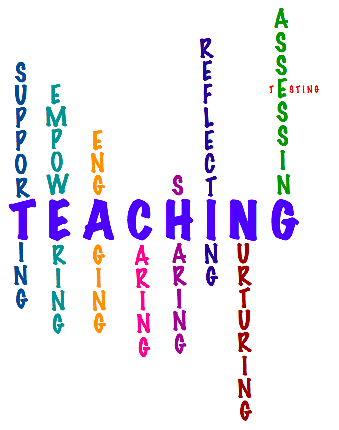 TEACHING
SUPPORTING
EMPOWERING
ENGAGING
CARING
SHARING
REFLECTING
NURTURING
ASSESSING
TESTING